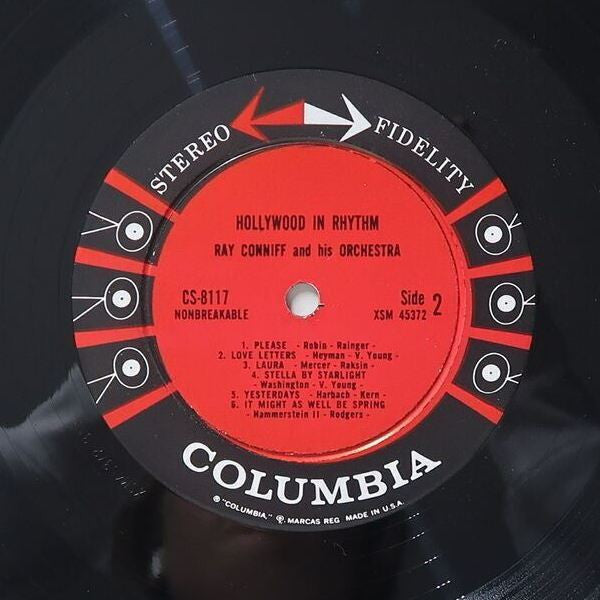 STEREO FIDELITY
HOLLYWOOD IN RHYTHM
RAY CONNIFF and his ORCHESTRA
CS-8117 Side 2
NONBREAKABLE XSM 45372
1. PLEASE - Robin - Rainger -
2. LOVE LETTERS - Heyman - V. Young -
3. LAURA - Mercer - Raksin -
4. STELLA BY STARLIGHT
- Washington - V. Young -
5. YESTERDAYS - Harbach - Kern -
6. IT MIGHT AS WELL BE SPRING
- Hammerstein II - Rodgers -
COLUMBIA
® "COLUMBIA," Ⓟ, MARCAS REG MADE IN U.S.A.